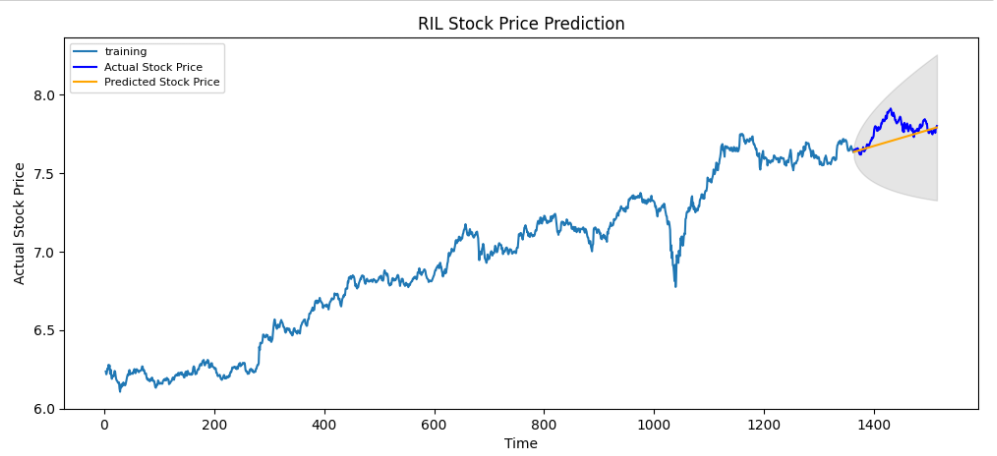 RIL Stock Price Prediction
training
Actual Stock Price
Predicted Stock Price
8.0
7.5
7.0
6.5
6.0
Actual Stock Price
0 200 400 600 800 1000 1200 1400
Time